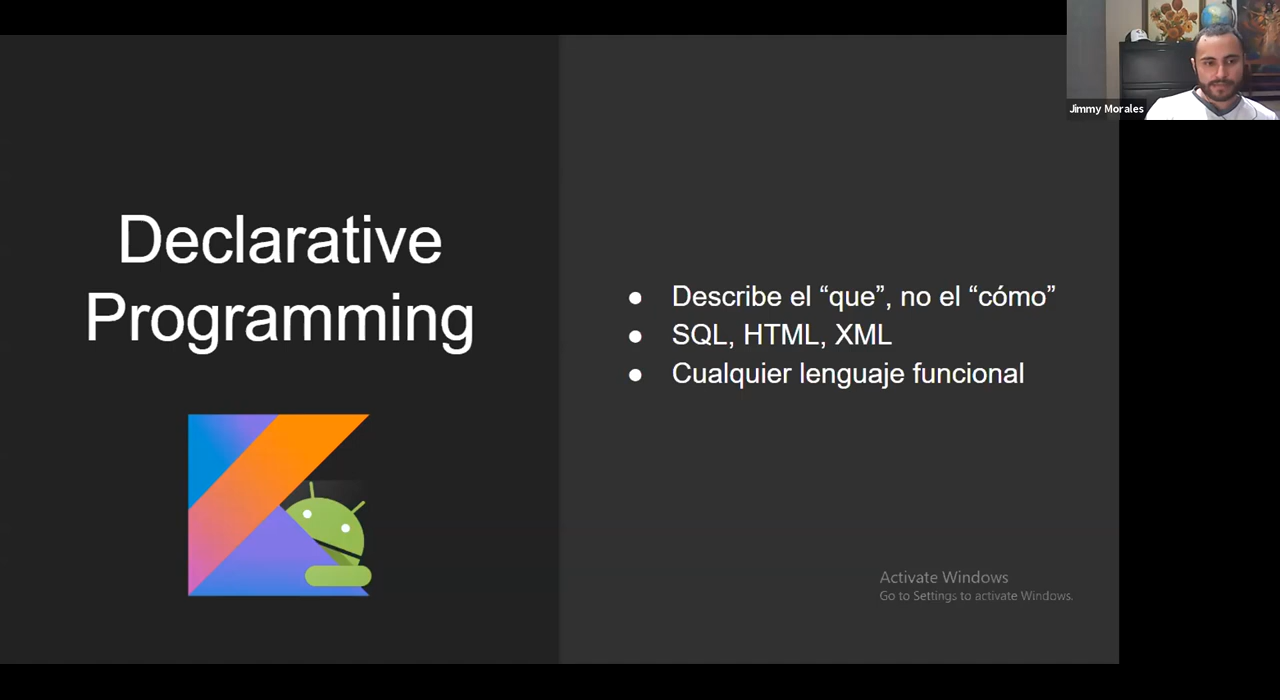 Declarative
Programming
● Describe el “que”, no el “cómo”
● SQL, HTML, XML
● Cualquier lenguaje funcional
Activate Windows
Go to Settings to activate Windows.
Jimmy Morales